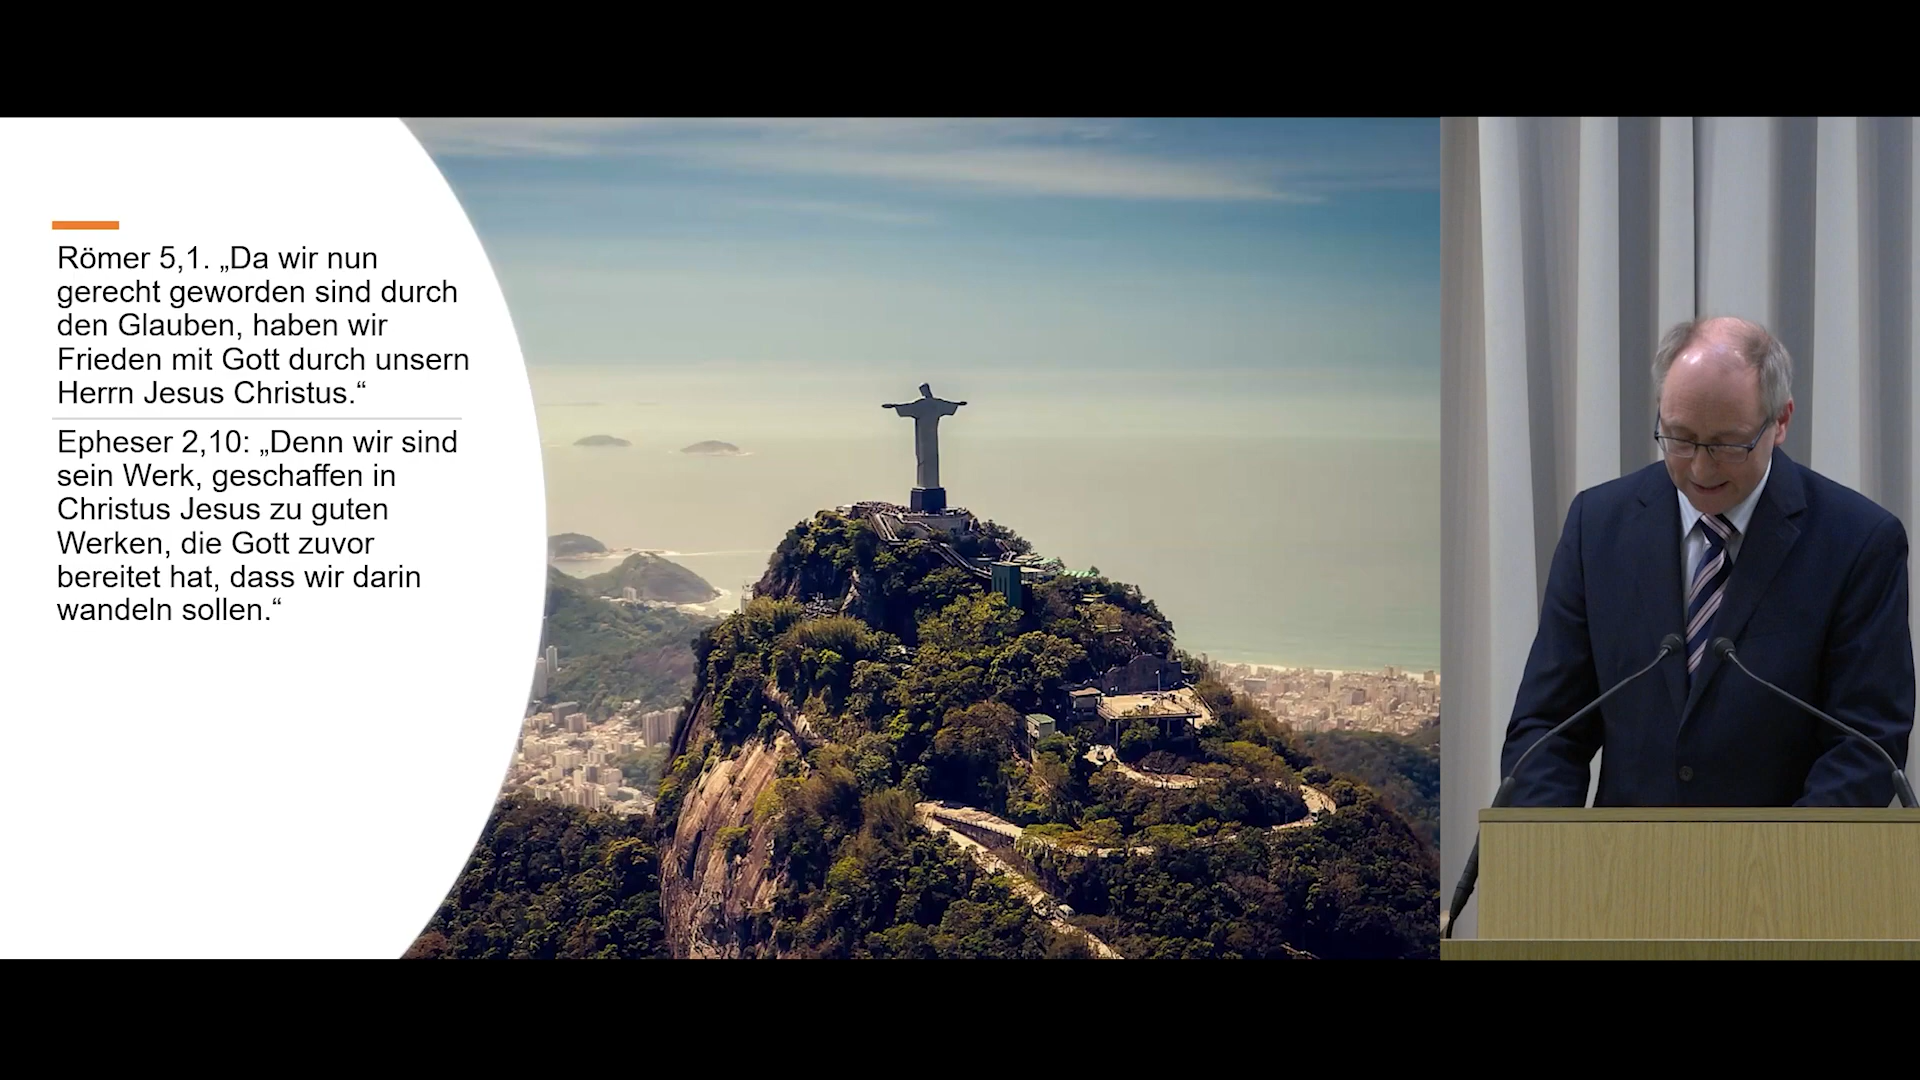 Römer 5,1. „Da wir nun
gerecht geworden sind durch
den Glauben, haben wir
Frieden mit Gott durch unsern
Herrn Jesus Christus.“
Epheser 2,10: „Denn wir sind
sein Werk, geschaffen in
Christus Jesus zu guten
Werken, die Gott zuvor
bereitet hat, dass wir darin
wandeln sollen.“